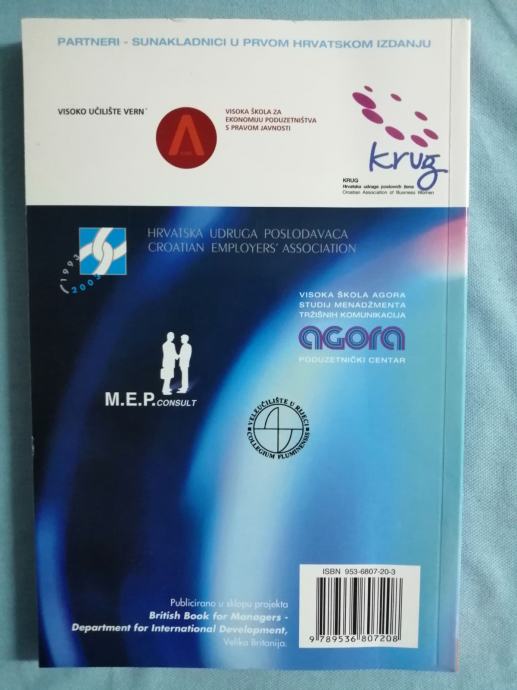 PARTNERI - SUNAKLADNICI U PRVOM HRVATSKOM IZDANJU
VISOKO UČILIŠTE VERN'
VISOKA ŠKOLA ZA
EKONOMIJU PODUZETNIŠTVA
S PRAVOM JAVNOSTI
krug
KRUG
Hrvatska udruga poslovnih žena
Croatian Association of Business Women
1993
2003
HRVATSKA UDRUGA POSLODAVACA
CROATIAN EMPLOYERS' ASSOCIATION
VISOKA ŠKOLA AGORA
STUDIJ MENADŽMENTA
TRŽIŠNIH KOMUNIKACIJA
agora
PODUZETNIČKI CENTAR
M.E.P. CONSULT
VELEUČILIŠTE U RIJECI
COLLEGIUM FLUMINENSE
ISBN 953-6807-20-3
9 789536 807208
Publicirano u sklopu projekta
British Book for Managers -
Department for International Development,
Velika Britanija.